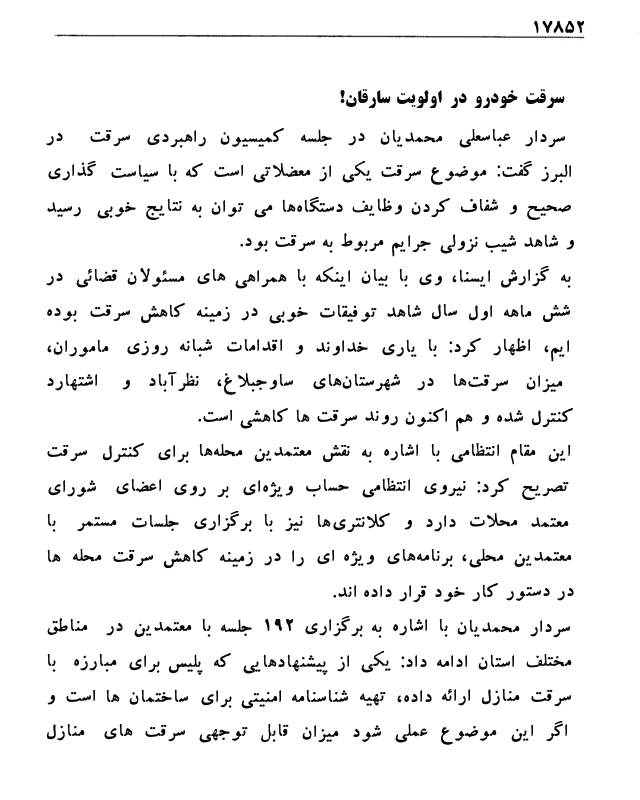 ۱۷۸۵۲
سرقت خودرو در اولویت سارقان!
سردار عباسعلی محمدیان در جلسه کمیسیون راهبردی سرقت در
البرز گفت: موضوع سرقت یکی از معضلاتی است که با سیاست گذاری
صحیح و شفاف کردن وظایف دستگاه‌ها می توان به نتایج خوبی رسید
و شاهد شیب نزولی جرایم مربوط به سرقت بود.
به گزارش ایسنا، وی با بیان اینکه با همراهی های مسئولان قضائی در
شش ماهه اول سال شاهد توفیقات خوبی در زمینه کاهش سرقت بوده
ایم، اظهار کرد: با یاری خداوند و اقدامات شبانه روزی ماموران،
میزان سرقت‌ها در شهرستان‌های ساوجبلاغ، نظرآباد و اشتهارد
کنترل شده و هم اکنون روند سرقت ها کاهشی است.
این مقام انتظامی با اشاره به نقش معتمدین محله‌ها برای کنترل سرقت
تصریح کرد: نیروی انتظامی حساب ویژه‌ای بر روی اعضای شورای
معتمد محلات دارد و کلانتری‌ها نیز با برگزاری جلسات مستمر با
معتمدین محلی، برنامه‌های ویژه ای را در زمینه کاهش سرقت محله ها
در دستور کار خود قرار داده اند.
سردار محمدیان با اشاره به برگزاری ۱۹۲ جلسه با معتمدین در مناطق
مختلف استان ادامه داد: یکی از پیشنهادهایی که پلیس برای مبارزه با
سرقت منازل ارائه داده، تهیه شناسنامه امنیتی برای ساختمان ها است و
اگر این موضوع عملی شود میزان قابل توجهی سرقت های منازل